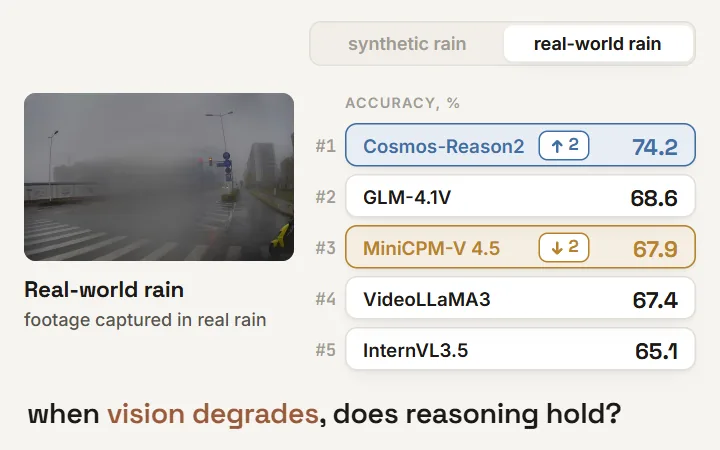 synthetic rain
real-world rain
ACCURACY, %
#1 Cosmos-Reason2 ↑ 2 74.2
#2 GLM-4.1V 68.6
#3 MiniCPM-V 4.5 ↓ 2 67.9
#4 VideoLLaMA3 67.4
#5 InternVL3.5 65.1
Real-world rain
footage captured in real rain
when vision degrades, does reasoning hold?